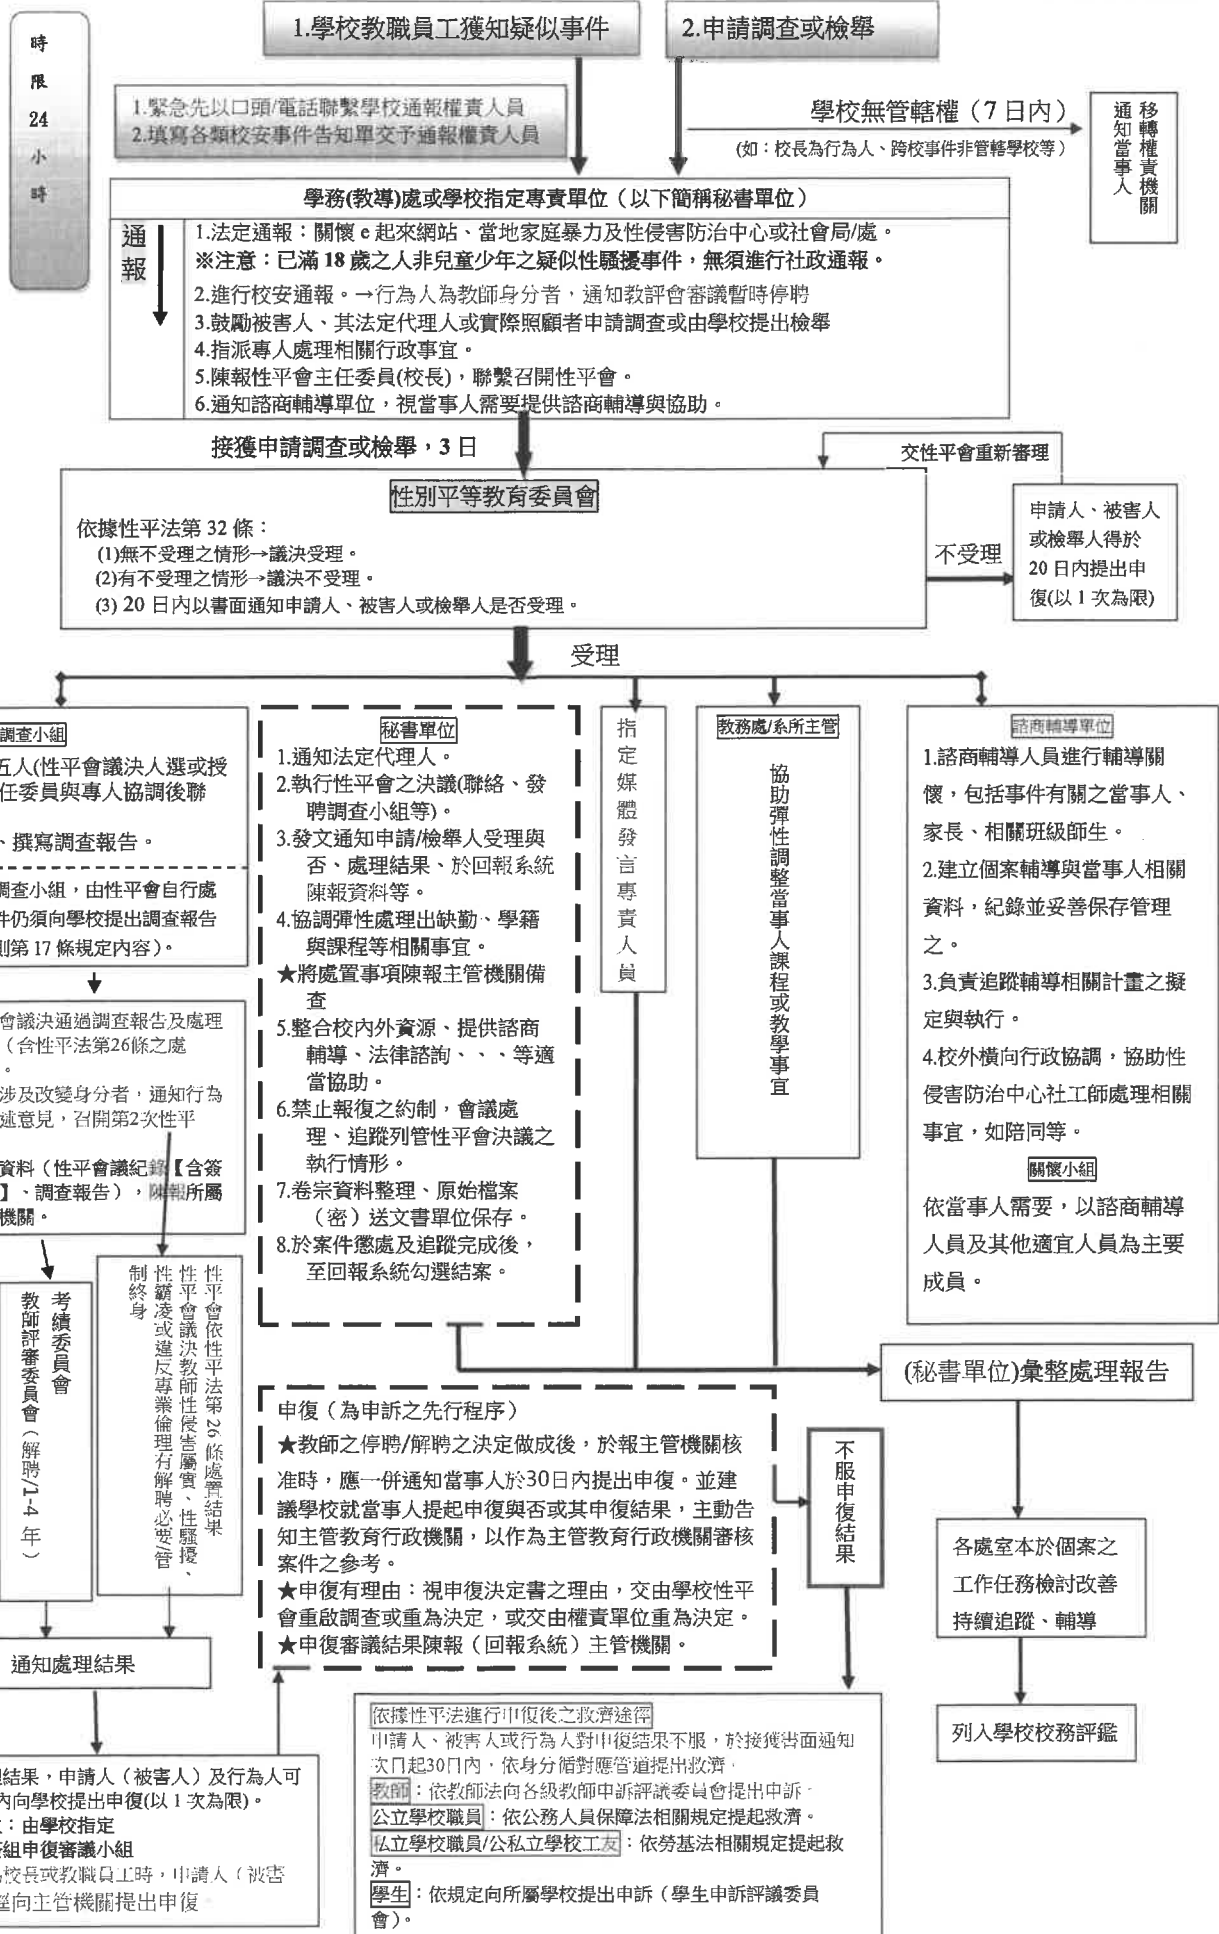 時
限
24
小
時
1.學校教職員工獲知疑似事件
2.申請調查或檢舉
1.緊急先以口頭/電話聯繫學校通報權責人員
2.填寫各類校安事件告知單交予通報權責人員
學校無管轄權（7 日內）
(如：校長為行為人、跨校事件非管轄學校等）
移轉權責機關
通知當事人
學務(教導)處或學校指定專責單位（以下簡稱秘書單位）
通報
1.法定通報：關懷 e 起來網站、當地家庭暴力及性侵害防治中心或社會局/處。
※注意：已滿 18 歲之人非兒童少年之疑似性騷擾事件，無須進行社政通報。
2.進行校安通報。→行為人為教師身分者，通知教評會審議暫時停聘
3.鼓勵被害人、其法定代理人或實際照顧者申請調查或由學校提出檢舉
4.指派專人處理相關行政事宜。
5.陳報性平會主任委員(校長)，聯繫召開性平會。
6.通知諮商輔導單位，視當事人需要提供諮商輔導與協助。
接獲申請調查或檢舉，3 日
交性平會重新審理
性別平等教育委員會
依據性平法第 32 條：
(1)無不受理之情形→議決受理。
(2)有不受理之情形→議決不受理。
(3) 20 日內以書面通知申請人、被害人或檢舉人是否受理。
不受理
申請人、被害人
或檢舉人得於
20 日內提出申
復(以 1 次為限)
受理
調查小組
五人(性平會議決人選或授
任委員與專人協調後聯
、撰寫調查報告。
調查小組，由性平會自行處
件仍須向學校提出調查報告
則第 17 條規定內容）。
會議決通過調查報告及處理
（含性平法第26條之處
。
涉及改變身分者，通知行為
述意見，召開第2次性平
資料（性平會議紀錄【含簽
】、調查報告），陳報所屬
機關。
考績委員會
教師評審委員會（解聘/1-4 年）
性平會依性平法第 26 條處置結果
性平會議決教師性侵害屬實、性騷擾、
性霸凌或違反專業倫理有解聘必要/管
制終身
通知處理結果
理結果，申請人（被害人）及行為人可
內向學校提出申復(以 1 次為限)。
：由學校指定
組申復審議小組
為校長或教職員工時，申請人（被害
逕向主管機關提出申復
秘書單位
1.通知法定代理人。
2.執行性平會之決議(聯絡、發
聘調查小組等)。
3.發文通知申請/檢舉人受理與
否、處理結果、於回報系統
陳報資料等。
4.協調彈性處理出缺勤、學籍
與課程等相關事宜。
★將處置事項陳報主管機關備
查
5.整合校內外資源、提供諮商
輔導、法律諮詢、、、等適
當協助。
6.禁止報復之約制，會議處
理、追蹤列管性平會決議之
執行情形。
7.卷宗資料整理、原始檔案
（密）送文書單位保存。
8.於案件懲處及追蹤完成後，
至回報系統勾選結案。
指定媒體發言專責人員
教務處/系所主管
協助彈性調整當事人課程或教學事宜
諮商輔導單位
1.諮商輔導人員進行輔導關
懷，包括事件有關之當事人、
家長、相關班級師生。
2.建立個案輔導與當事人相關
資料，紀錄並妥善保存管理
之。
3.負責追蹤輔導相關計畫之擬
定與執行。
4.校外橫向行政協調，協助性
侵害防治中心社工師處理相關
事宜，如陪同等。
關懷小組
依當事人需要，以諮商輔導
人員及其他適宜人員為主要
成員。
(秘書單位)彙整處理報告
申復（為申訴之先行程序）
★教師之停聘/解聘之決定做成後，於報主管機關核
准時，應一併通知當事人於30日內提出申復。並建
議學校就當事人提起申復與否或其申復結果，主動告
知主管教育行政機關，以作為主管教育行政機關審核
案件之參考。
★申復有理由：視申復決定書之理由，交由學校性平
會重啟調查或重為決定，或交由權責單位重為決定。
★申復審議結果陳報（回報系統）主管機關。
不服申復結果
各處室本於個案之
工作任務檢討改善
持續追蹤、輔導
列入學校校務評鑑
依據性平法進行申復後之救濟途徑
申請人、被害人或行為人對申復結果不服，於接獲書面通知
次日起30日內，依身分循對應管道提出救濟。
教師：依教師法向各級教師申訴評議委員會提出申訴。
公立學校職員：依公務人員保障法相關規定提起救濟。
私立學校職員/公私立學校工友：依勞基法相關規定提起救
濟。
學生：依規定向所屬學校提出申訴（學生申訴評議委員
會）。